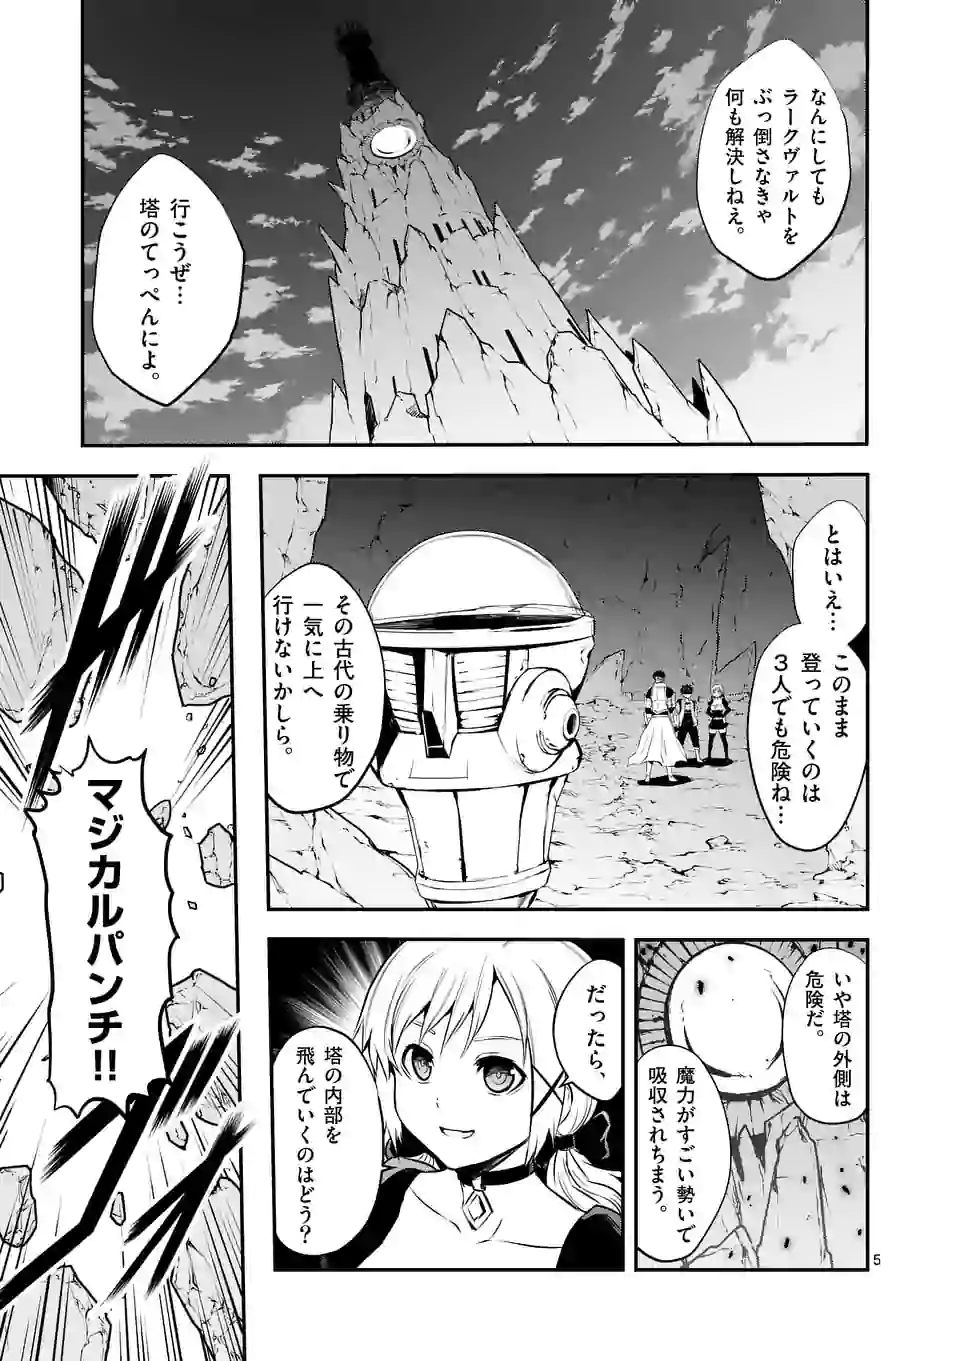 なんにしても
ラークヴァルトを
ぶっ倒さなきゃ
何も解決しねえ。
行こうぜ…
塔のてっぺんによ。
とはいえ…
このまま
登っていくのは
3人でも危険ね…
その古代の乗り物で
一気に上へ
行けないかしら。
いや塔の外側は
危険だ。
魔力がすごい勢いで
吸収されちまう。
だったら、
塔の内部を
飛んでいくのはどう?
マジカルパンチ!!
5